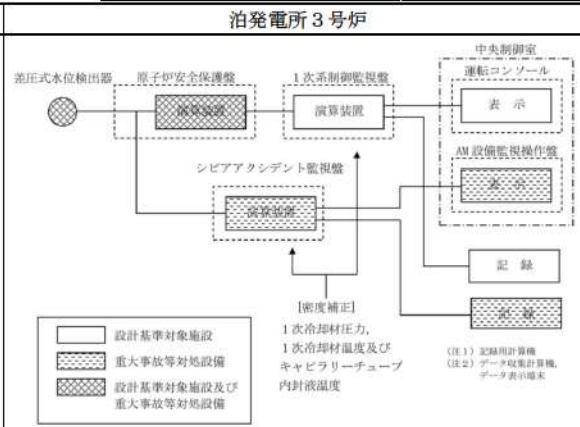 泊発電所3号炉
中央制御室
運転コンソール
差圧式水位検出器
原子炉安全保護盤
1次系制御監視盤
演算装置
演算装置
表 示
AM設備監視操作盤
シビアアクシデント監視盤
表 示
演算装置
記 録
[密度補正]
1次冷却材圧力,
1次冷却材温度及び
キャピラリーチューブ
内封液温度
記 録
設計基準対象施設
重大事故等対処設備
設計基準対象施設及び
重大事故等対処設備
(注1) 記録用計算機
(注2) データ収集計算機,
データ表示端末